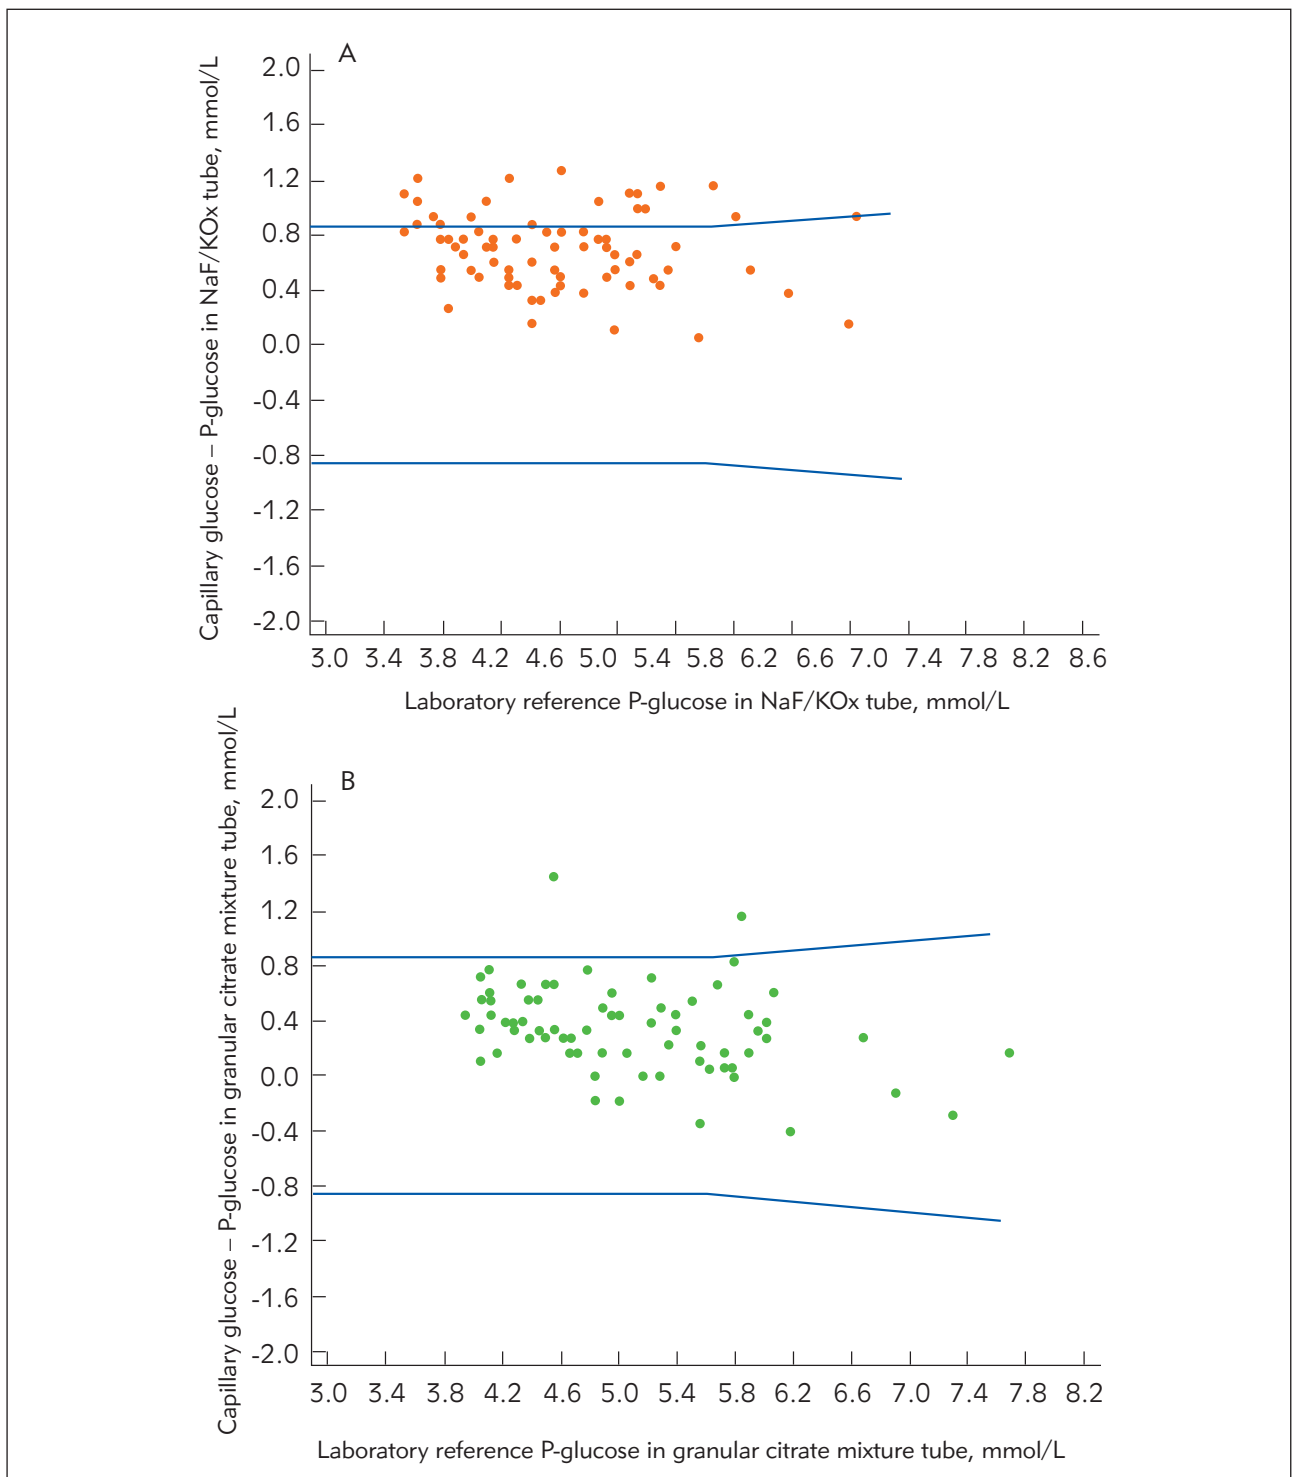 A
Capillary glucose – P-glucose in NaF/KOx tube, mmol/L
2.0
1.6
1.2
0.8
0.4
0.0
-0.4
-0.8
-1.2
-1.6
-2.0
3.0 3.4 3.8 4.2 4.6 5.0 5.4 5.8 6.2 6.6 7.0 7.4 7.8 8.2 8.6
Laboratory reference P-glucose in NaF/KOx tube, mmol/L
B
Capillary glucose – P-glucose in granular citrate mixture tube, mmol/L
2.0
1.6
1.2
0.8
0.4
0.0
-0.4
-0.8
-1.2
-1.6
-2.0
3.0 3.4 3.8 4.2 4.6 5.0 5.4 5.8 6.2 6.6 7.0 7.4 7.8 8.2
Laboratory reference P-glucose in granular citrate mixture tube, mmol/L